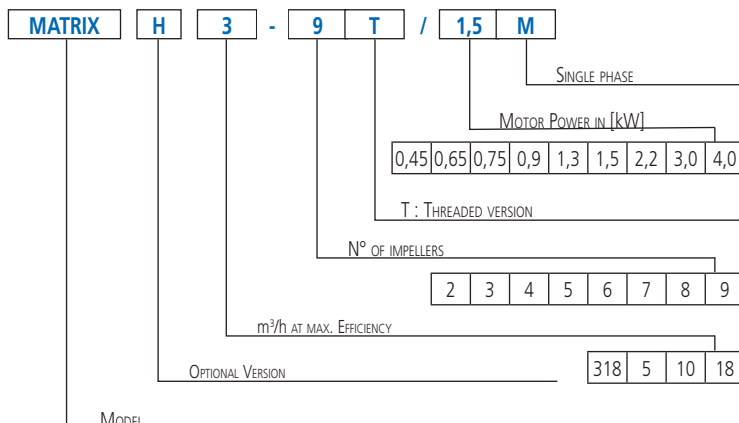 MATRIX H 3 - 9 T / 1,5 M
Single phase
Motor Power in [kW]
0,45 0,65 0,75 0,9 1,3 1,5 2,2 3,0 4,0
T : Threaded version
N° of impellers
2 3 4 5 6 7 8 9
m³/h at max. Efficiency
318 5 10 18
Optional Version
Model